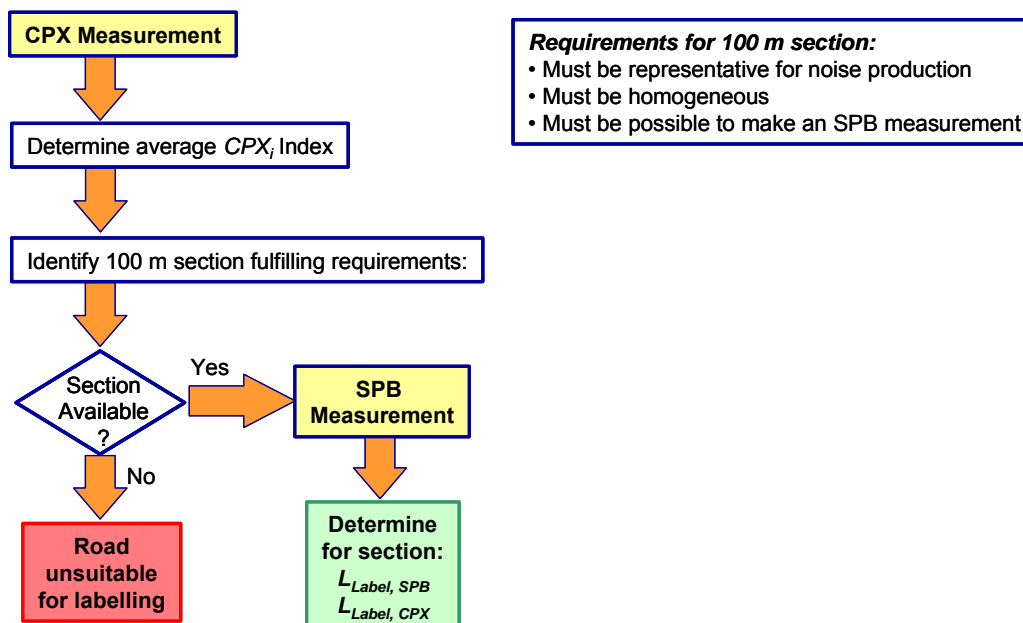 CPX Measurement
Determine average CPXi Index
Identify 100 m section fulfilling requirements:
Section
Available
?
Yes
No
SPB
Measurement
Road
unsuitable
for labelling
Determine
for section:
LLabel, SPB
LLabel, CPX
Requirements for 100 m section:
• Must be representative for noise production
• Must be homogeneous
• Must be possible to make an SPB measurement